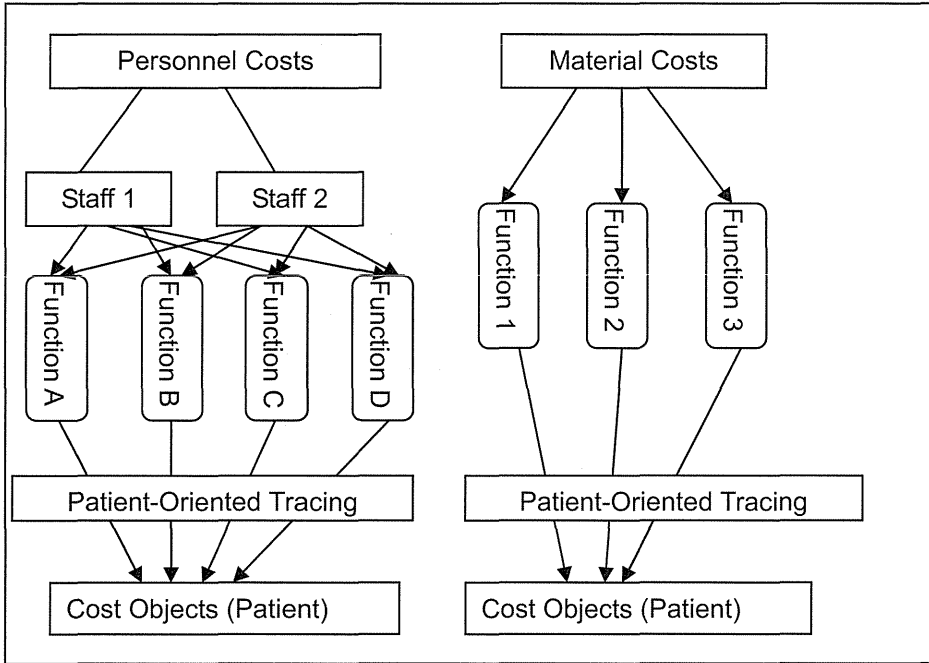 Personnel Costs
Material Costs
Staff 1
Staff 2
Function A
Function B
Function C
Function D
Function 1
Function 2
Function 3
Patient-Oriented Tracing
Patient-Oriented Tracing
Cost Objects (Patient)
Cost Objects (Patient)